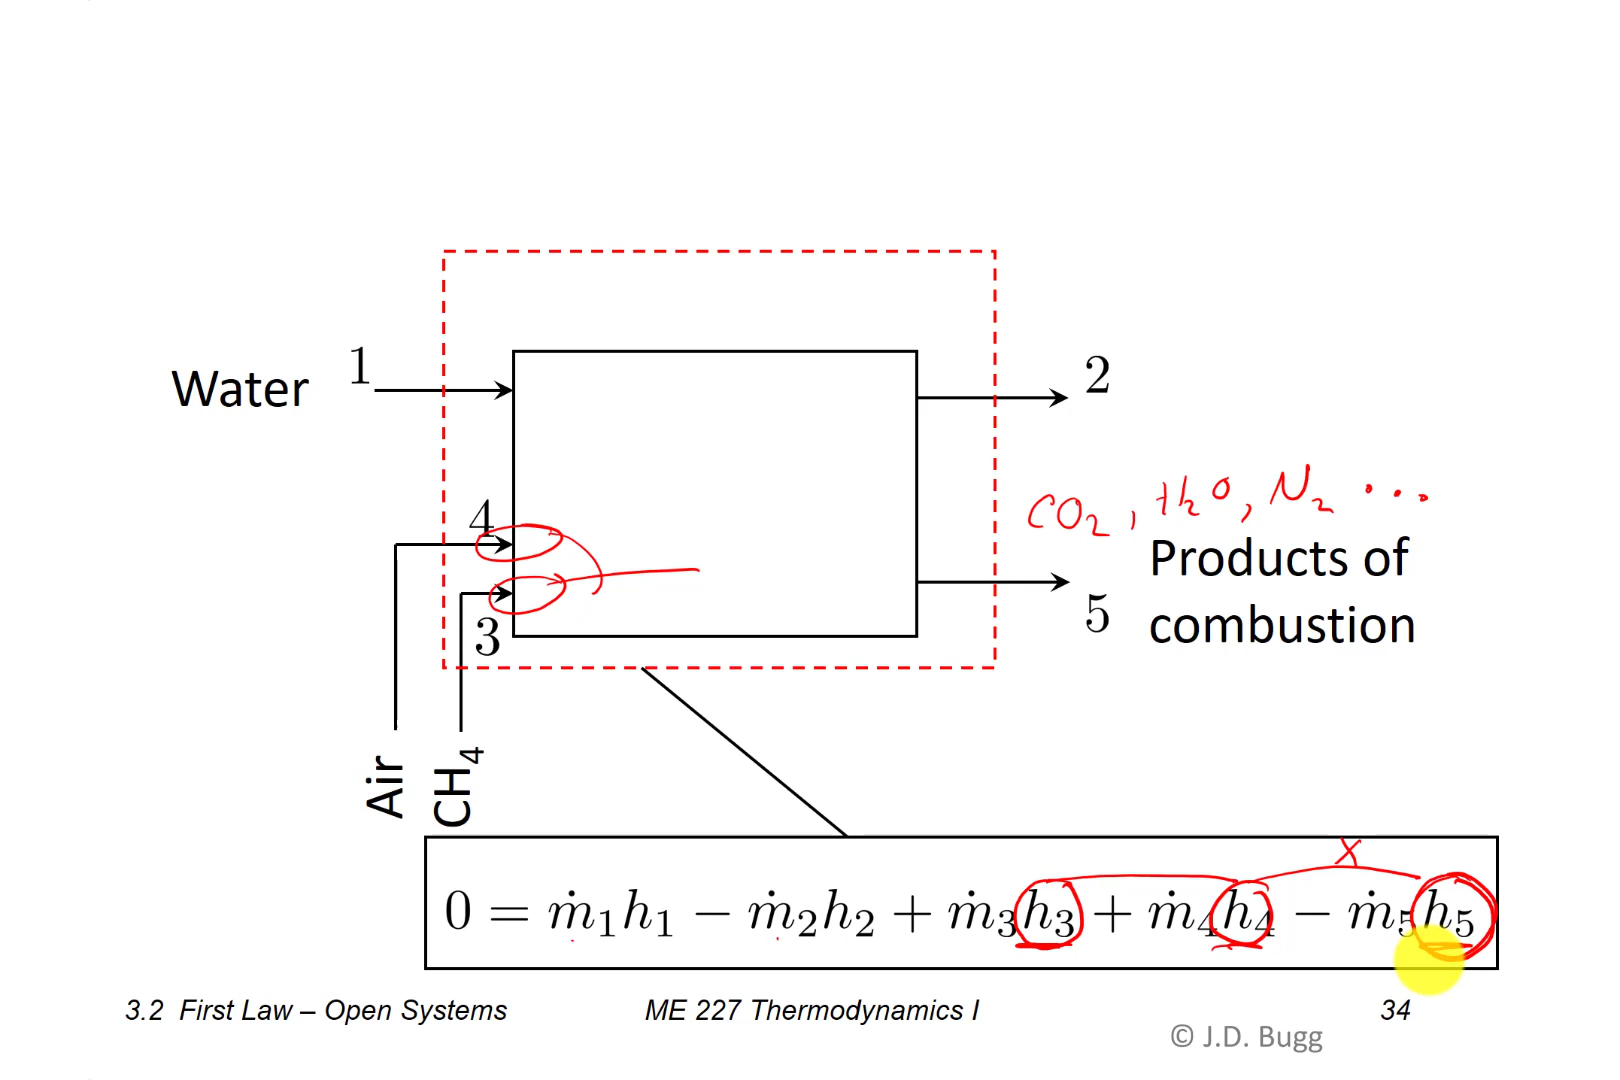 Water 1
2
4
CO₂, H₂O, N₂ ...
Products of
combustion
3
5
Air
CH₄
X
0 = ṁ₁h₁ − ṁ₂h₂ + ṁ₃h₃ + ṁ₄h₄ − ṁ₅h₅
3.2 First Law – Open Systems ME 227 Thermodynamics I 34
© J.D. Bugg